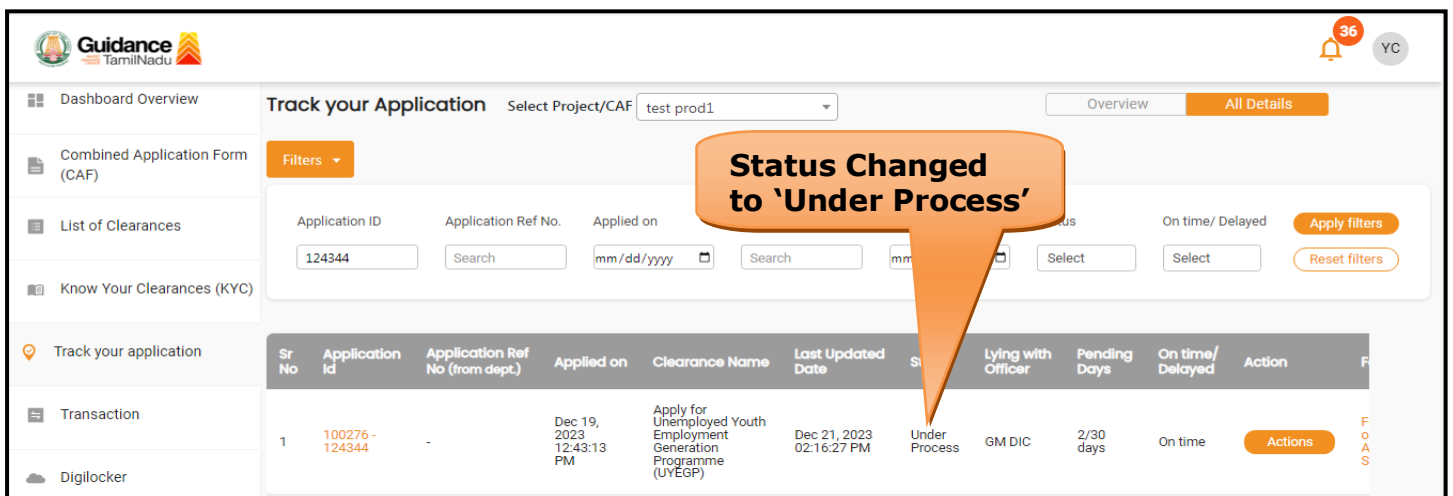 Guidance
TamilNadu
36
YC
Dashboard Overview
Track your Application
Select Project/CAF
test prod1
Overview
All Details
Combined Application Form
(CAF)
Filters
Status Changed
to ‘Under Process’
List of Clearances
Application ID
Application Ref No.
Applied on
On time/ Delayed
Apply filters
124344
Search
mm/dd/yyyy
Search
Select
Select
Reset filters
Know Your Clearances (KYC)
Track your application
Sr
No
Application
Id
Application Ref
No (from dept.)
Applied on
Clearance Name
Last Updated
Date
Lying with
Officer
Pending
Days
On time/
Delayed
Action
Transaction
1
100276 -
124344
-
Dec 19,
2023
12:43:13
PM
Apply for
Unemployed Youth
Employment
Generation
Programme
(UYEGP)
Dec 21, 2023
02:16:27 PM
Under
Process
GM DIC
2/30
days
On time
Actions
Digilocker